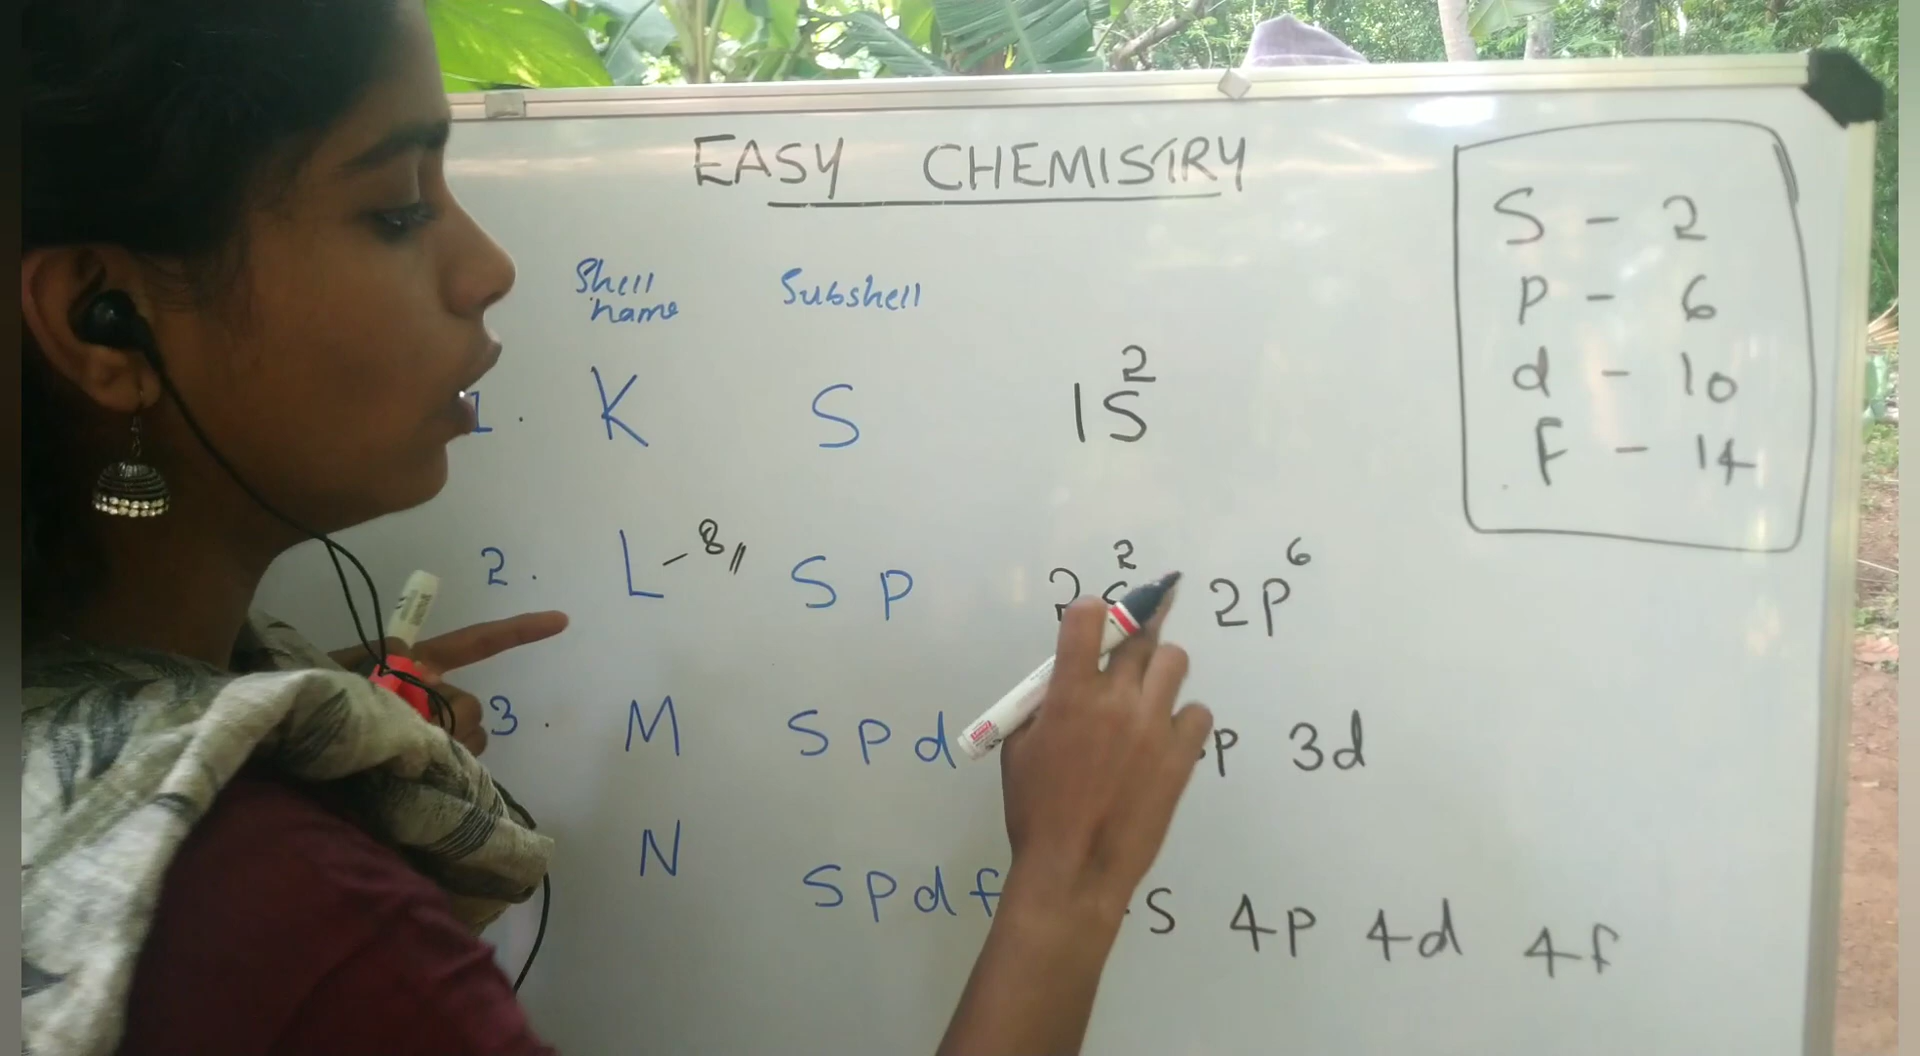 EASY CHEMISTRY
Shell name
Subshell
1. K S 1S²
2. L - 8 S p 2s² 2p⁶
3. M S p d p 3d
N S p d f S 4p 4d 4f
S - 2
p - 6
d - 10
F - 14